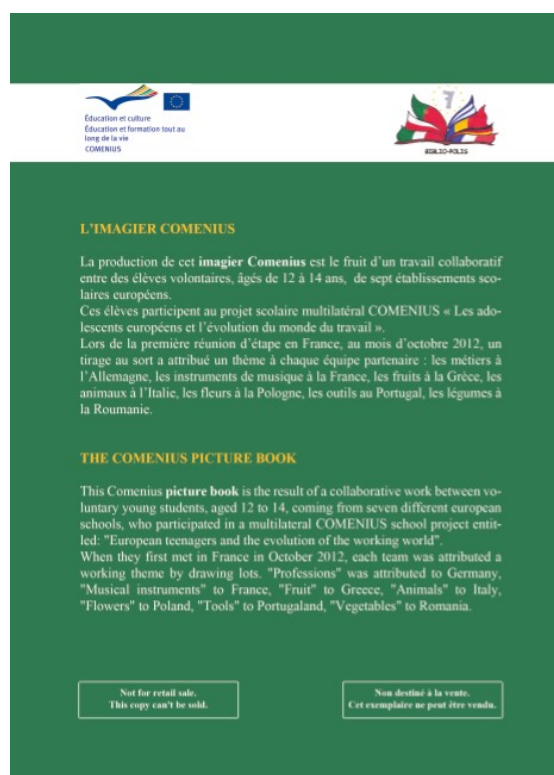 Éducation et culture
Éducation et formation tout au
long de la vie
COMENIUS
7
BIBLIO-POLIS
L'IMAGIER COMENIUS
La production de cet imagier Comenius est le fruit d'un travail collaboratif
entre des élèves volontaires, âgés de 12 à 14 ans, de sept établissements sco-
laires européens.
Ces élèves participent au projet scolaire multilatéral COMENIUS « Les ado-
lescents européens et l'évolution du monde du travail ».
Lors de la première réunion d'étape en France, au mois d'octobre 2012, un
tirage au sort a attribué un thème à chaque équipe partenaire : les métiers à
l'Allemagne, les instruments de musique à la France, les fruits à la Grèce, les
animaux à l'Italie, les fleurs à la Pologne, les outils au Portugal, les légumes à
la Roumanie.
THE COMENIUS PICTURE BOOK
This Comenius picture book is the result of a collaborative work between vo-
luntary young students, aged 12 to 14, coming from seven different european
schools, who participated in a multilateral COMENIUS school project entit-
led: "European teenagers and the evolution of the working world".
When they first met in France in October 2012, each team was attributed a
working theme by drawing lots. "Professions" was attributed to Germany,
"Musical instruments" to France, "Fruit" to Greece, "Animals" to Italy,
"Flowers" to Poland, "Tools" to Portugaland, "Vegetables" to Romania.
Not for retail sale.
This copy can't be sold.
Non destiné à la vente.
Cet exemplaire ne peut être vendu.